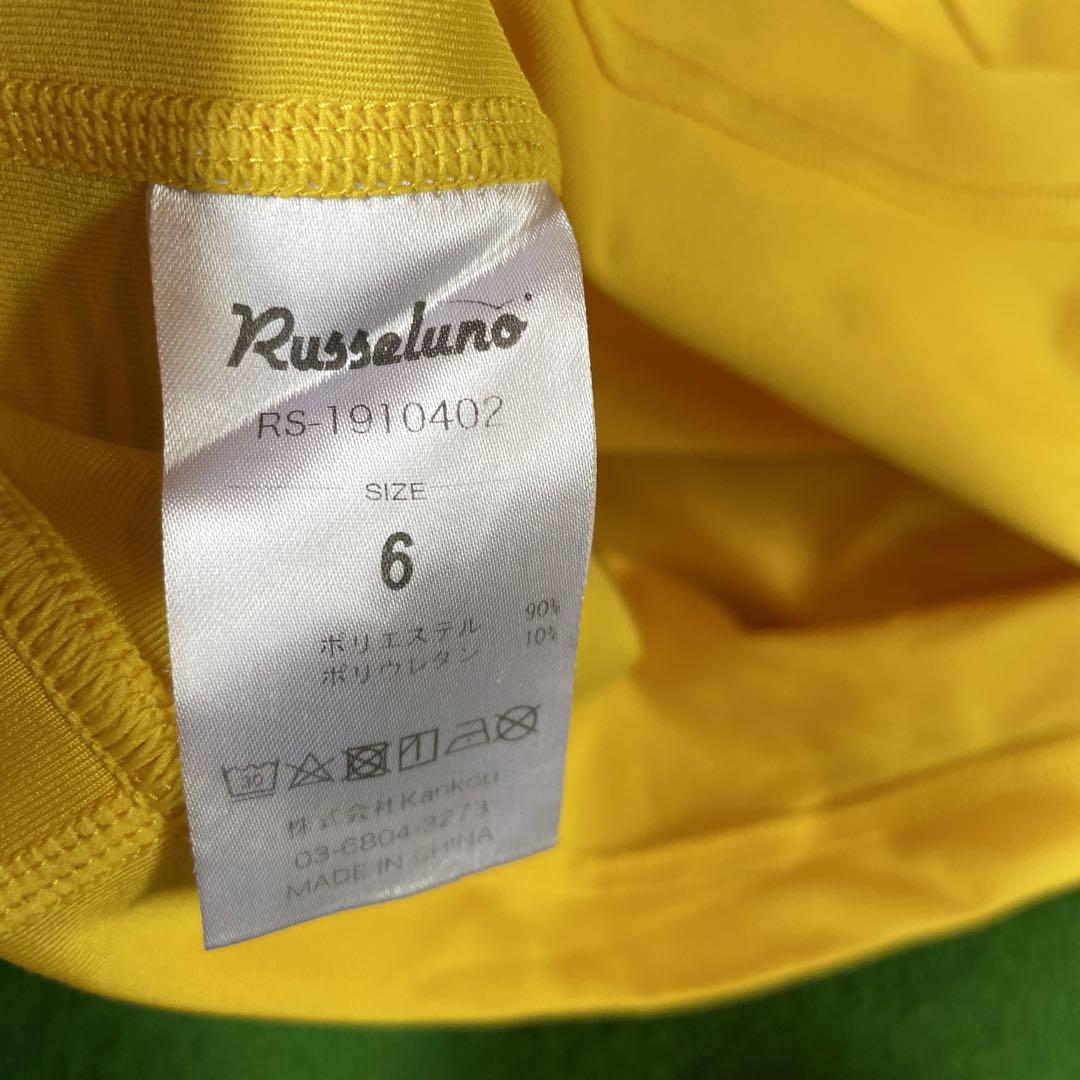 Russeluno
RS-1910402
SIZE
6
ポリエステル 90%
ポリウレタン 10%
30
株式会社Kankou
03-6804-3273
MADE IN CHINA